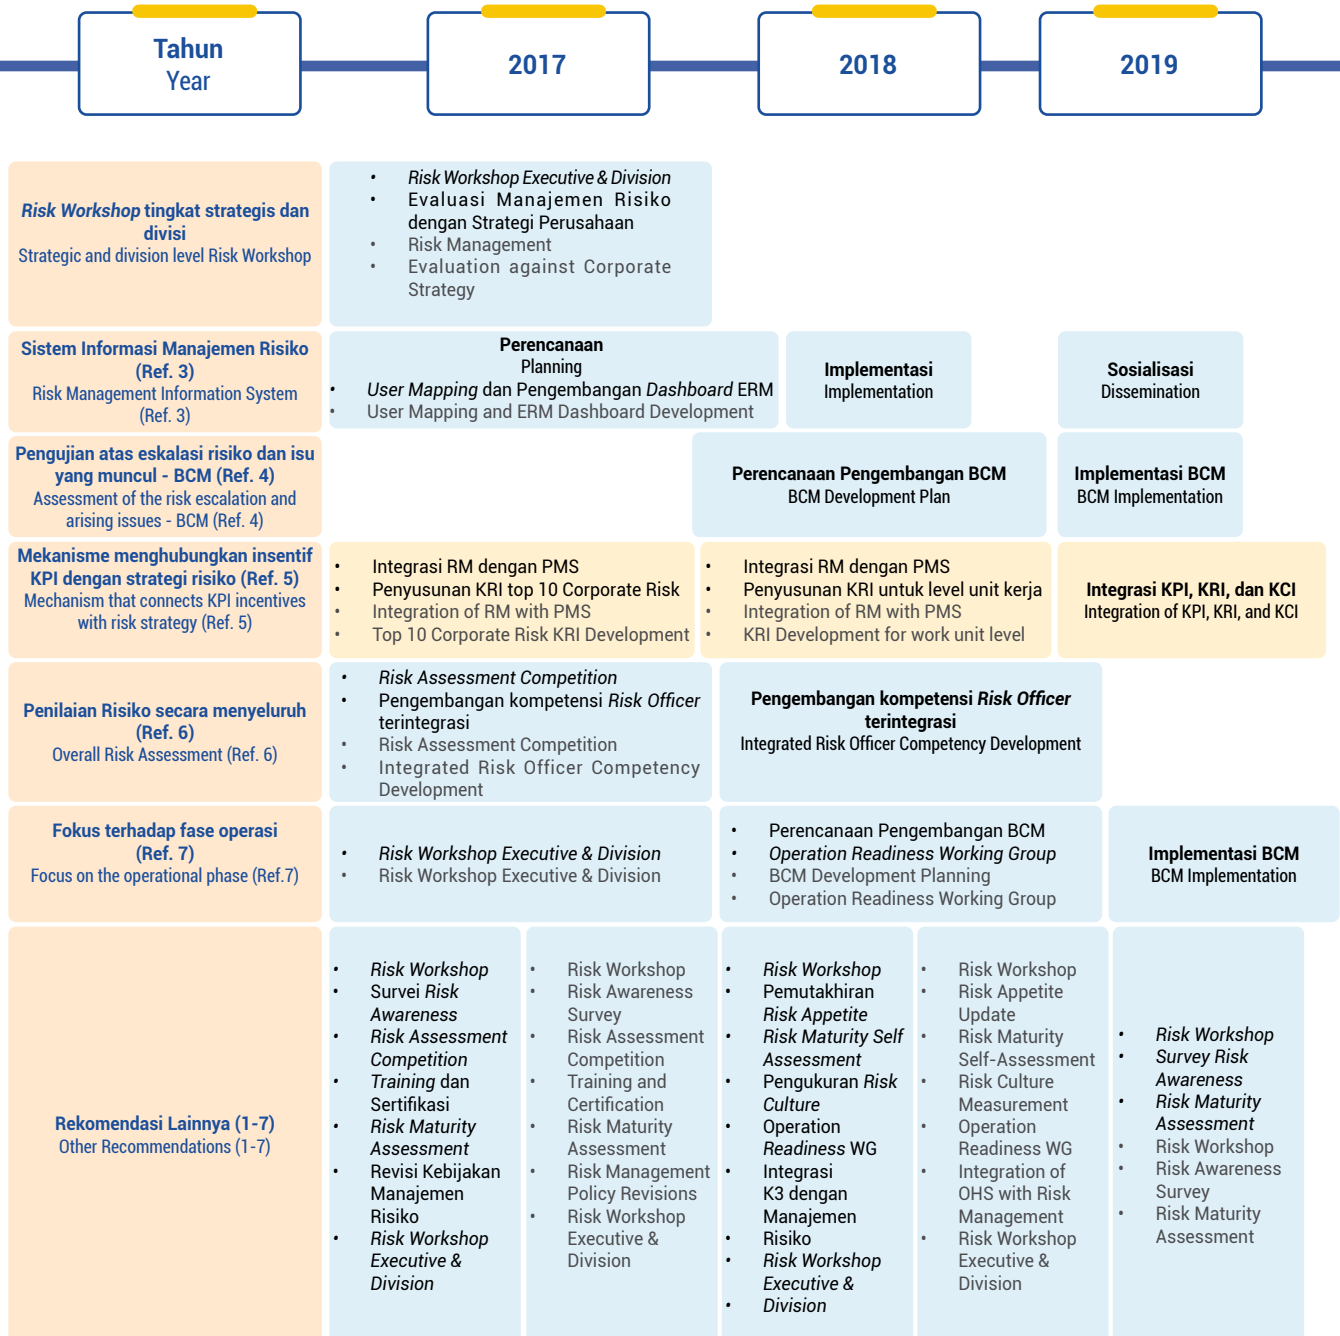 Tahun
Year
2017
2018
2019
Risk Workshop tingkat strategis dan
divisi
Strategic and division level Risk Workshop
• Risk Workshop Executive & Division
• Evaluasi Manajemen Risiko
dengan Strategi Perusahaan
• Risk Management
• Evaluation against Corporate
Strategy
Sistem Informasi Manajemen Risiko
(Ref. 3)
Risk Management Information System
(Ref. 3)
Perencanaan
Planning
• User Mapping dan Pengembangan Dashboard ERM
• User Mapping and ERM Dashboard Development
Implementasi
Implementation
Sosialisasi
Dissemination
Pengujian atas eskalasi risiko dan isu
yang muncul - BCM (Ref. 4)
Assessment of the risk escalation and
arising issues - BCM (Ref. 4)
Perencanaan Pengembangan BCM
BCM Development Plan
Implementasi BCM
BCM Implementation
Mekanisme menghubungkan insentif
KPI dengan strategi risiko (Ref. 5)
Mechanism that connects KPI incentives
with risk strategy (Ref. 5)
• Integrasi RM dengan PMS
• Penyusunan KRI top 10 Corporate Risk
• Integration of RM with PMS
• Top 10 Corporate Risk KRI Development
• Integrasi RM dengan PMS
• Penyusunan KRI untuk level unit kerja
• Integration of RM with PMS
• KRI Development for work unit level
Integrasi KPI, KRI, dan KCI
Integration of KPI, KRI, and KCI
Penilaian Risiko secara menyeluruh
(Ref. 6)
Overall Risk Assessment (Ref. 6)
• Risk Assessment Competition
• Pengembangan kompetensi Risk Officer
terintegrasi
• Risk Assessment Competition
• Integrated Risk Officer Competency
Development
Pengembangan kompetensi Risk Officer
terintegrasi
Integrated Risk Officer Competency Development
Fokus terhadap fase operasi
(Ref. 7)
Focus on the operational phase (Ref.7)
• Risk Workshop Executive & Division
• Risk Workshop Executive & Division
• Perencanaan Pengembangan BCM
• Operation Readiness Working Group
• BCM Development Planning
• Operation Readiness Working Group
Implementasi BCM
BCM Implementation
Rekomendasi Lainnya (1-7)
Other Recommendations (1-7)
• Risk Workshop
• Survei Risk
Awareness
• Risk Assessment
Competition
• Training dan
Sertifikasi
• Risk Maturity
Assessment
• Revisi Kebijakan
Manajemen
Risiko
• Risk Workshop
Executive &
Division
• Risk Workshop
• Risk Awareness
Survey
• Risk Assessment
Competition
• Training and
Certification
• Risk Maturity
Assessment
• Risk Management
Policy Revisions
• Risk Workshop
Executive &
Division
• Risk Workshop
• Pemutakhiran
Risk Appetite
• Risk Maturity Self
Assessment
• Pengukuran Risk
Culture
• Operation
Readiness WG
• Integrasi
K3 dengan
Manajemen
• Risiko
• Risk Workshop
Executive &
• Division
• Risk Workshop
• Risk Appetite
Update
• Risk Maturity
Self-Assessment
• Risk Culture
Measurement
• Operation
Readiness WG
• Integration of
OHS with Risk
Management
• Risk Workshop
Executive &
Division
• Risk Workshop
• Survey Risk
Awareness
• Risk Maturity
Assessment
• Risk Workshop
• Risk Awareness
Survey
• Risk Maturity
Assessment